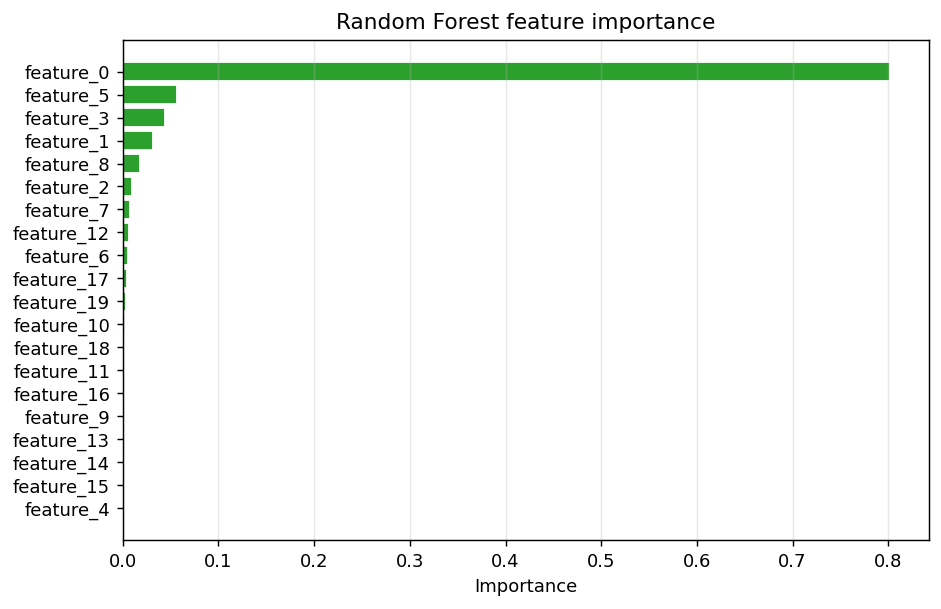 Random Forest feature importance
feature_0
feature_5
feature_3
feature_1
feature_8
feature_2
feature_7
feature_12
feature_6
feature_17
feature_19
feature_10
feature_18
feature_11
feature_16
feature_9
feature_13
feature_14
feature_15
feature_4
0.0 0.1 0.2 0.3 0.4 0.5 0.6 0.7 0.8
Importance